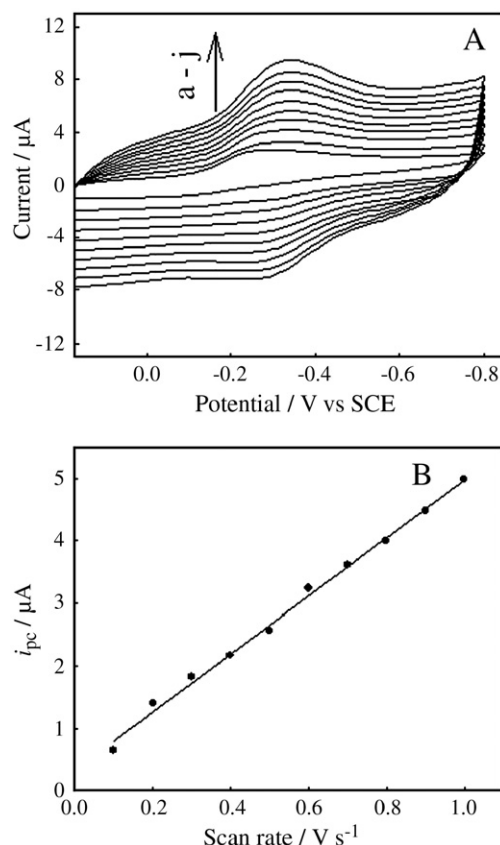 12
A
a - j
8
4
0
-4
-8
-12
Current / μA
0.0 -0.2 -0.4 -0.6 -0.8
Potential / V vs SCE
B
5
4
3
2
1
0
ipc / μA
0.0 0.2 0.4 0.6 0.8 1.0
Scan rate / V s⁻¹